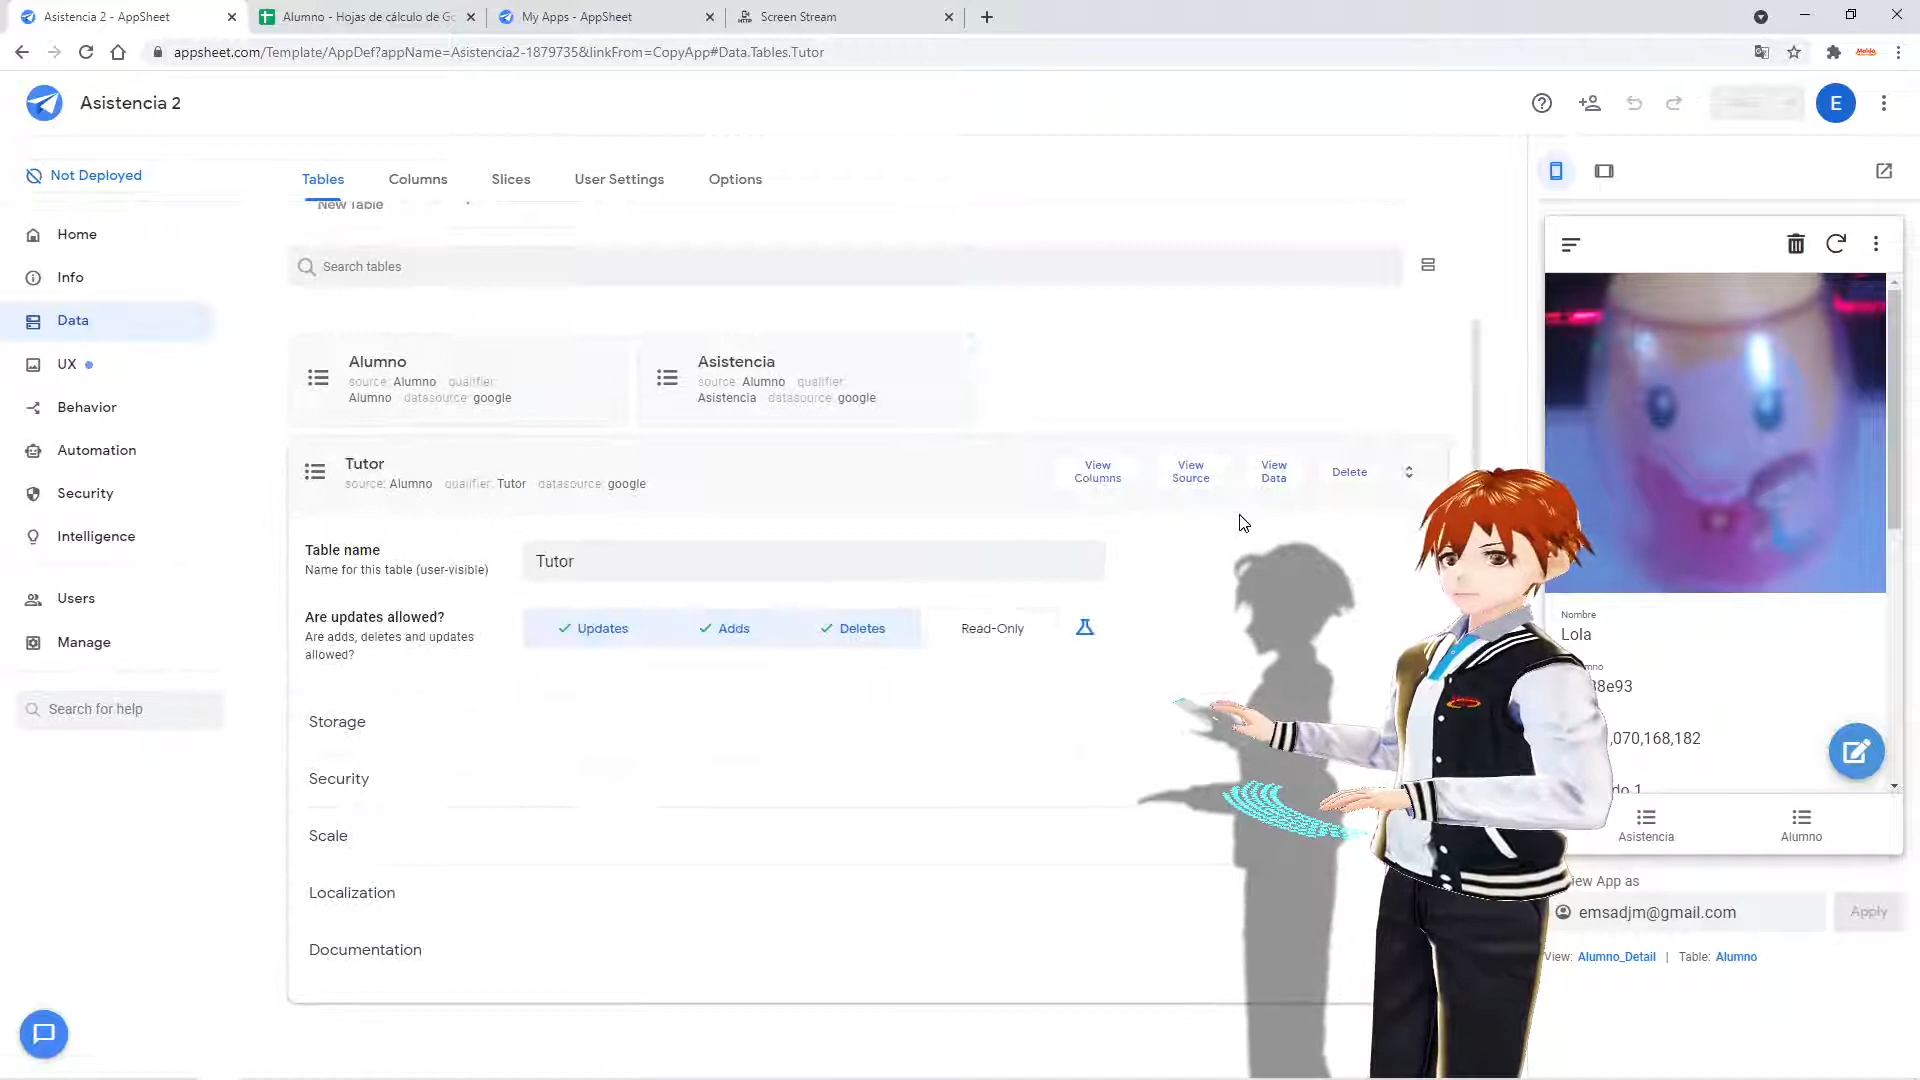 Asistencia 2 - AppSheet
Alumno - Hojas de cálculo de Go
My Apps - AppSheet
Screen Stream
appsheet.com/Template/AppDef?appName=Asistencia2-1879735&linkFrom=CopyApp#Data.Tables.Tutor
Asistencia 2
E
Not Deployed
Home
Info
Data
UX
Behavior
Automation
Security
Intelligence
Users
Manage
Search for help
Tables
Columns
Slices
User Settings
Options
New Table
Search tables
Alumno
source: Alumno qualifier:
Alumno datasource: google
Asistencia
source: Alumno qualifier:
Asistencia datasource: google
Tutor
source: Alumno qualifier: Tutor datasource: google
View Columns
View Source
View Data
Delete
Table name
Name for this table (user-visible)
Tutor
Are updates allowed?
Are adds, deletes and updates
allowed?
Updates
Adds
Deletes
Read-Only
Storage
Security
Scale
Localization
Documentation
Nombre
Lola
mno
8e93
,070,168,182
do 1
Asistencia
Alumno
iew App as
emsadjm@gmail.com
Apply
View: Alumno_Detail | Table: Alumno